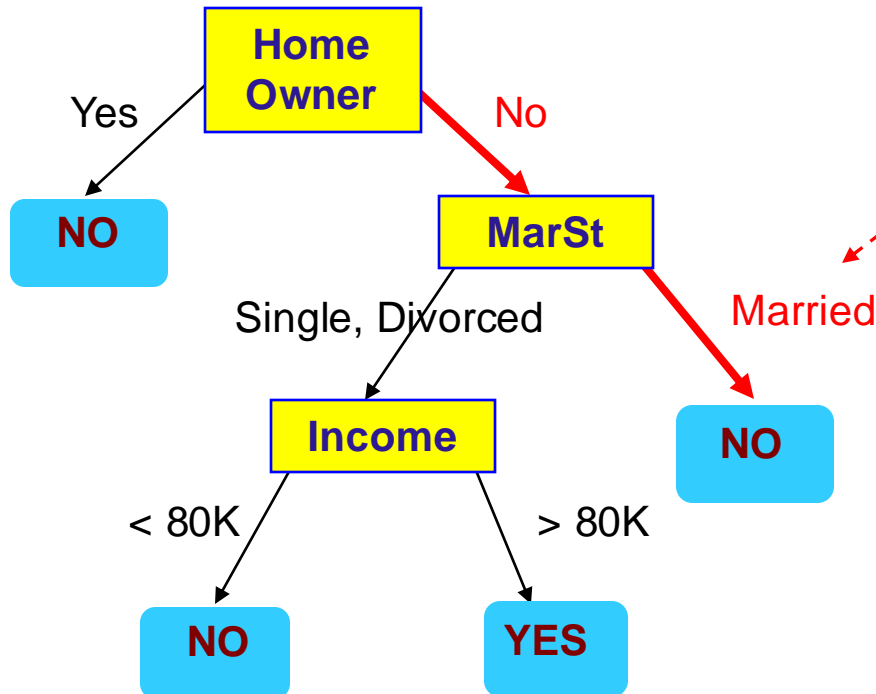 Home
Owner
Yes
No
NO
MarSt
Single, Divorced
Married
Income
NO
< 80K
> 80K
NO
YES